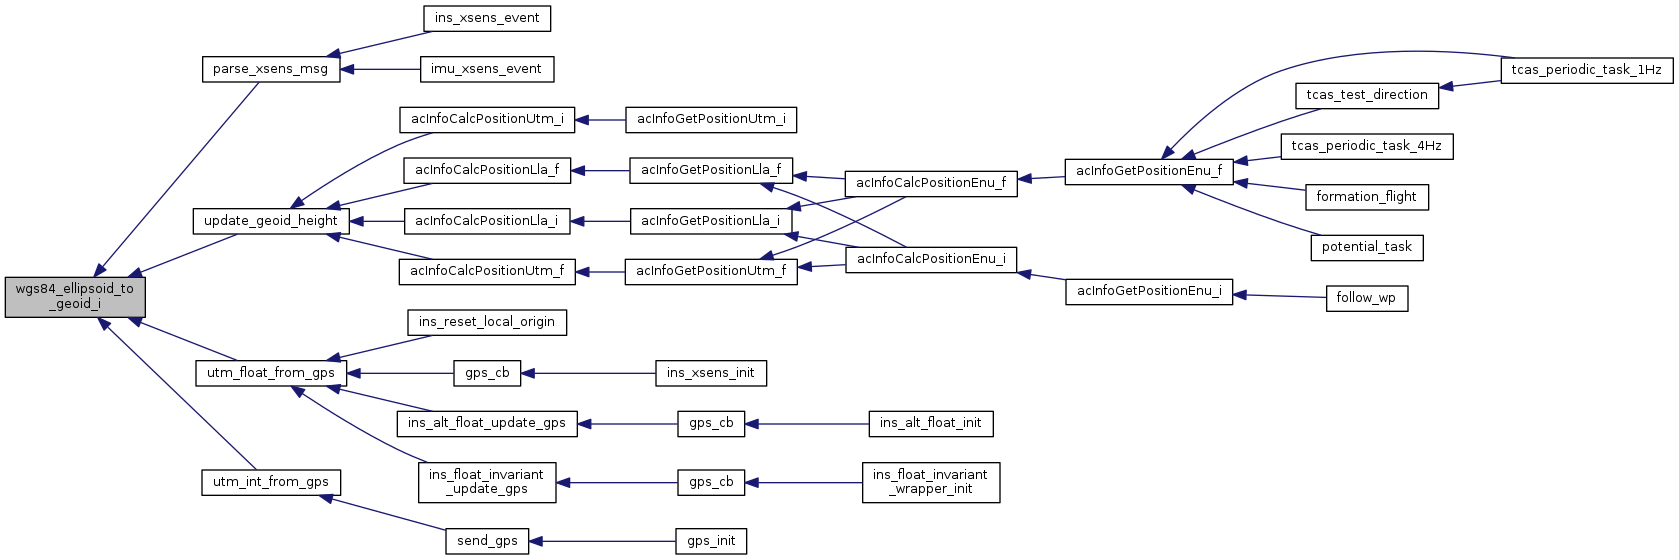 ins_xsens_event
parse_xsens_msg
imu_xsens_event
tcas_periodic_task_1Hz
tcas_test_direction
acInfoCalcPositionUtm_i
acInfoGetPositionUtm_i
tcas_periodic_task_4Hz
acInfoCalcPositionLla_f
acInfoGetPositionLla_f
acInfoCalcPositionEnu_f
acInfoGetPositionEnu_f
formation_flight
update_geoid_height
acInfoCalcPositionLla_i
acInfoGetPositionLla_i
potential_task
acInfoCalcPositionUtm_f
acInfoGetPositionUtm_f
acInfoCalcPositionEnu_i
acInfoGetPositionEnu_i
follow_wp
wgs84_ellipsoid_to
_geoid_i
ins_reset_local_origin
utm_float_from_gps
gps_cb
ins_xsens_init
ins_alt_float_update_gps
gps_cb
ins_alt_float_init
utm_int_from_gps
ins_float_invariant
_update_gps
gps_cb
ins_float_invariant
_wrapper_init
send_gps
gps_init